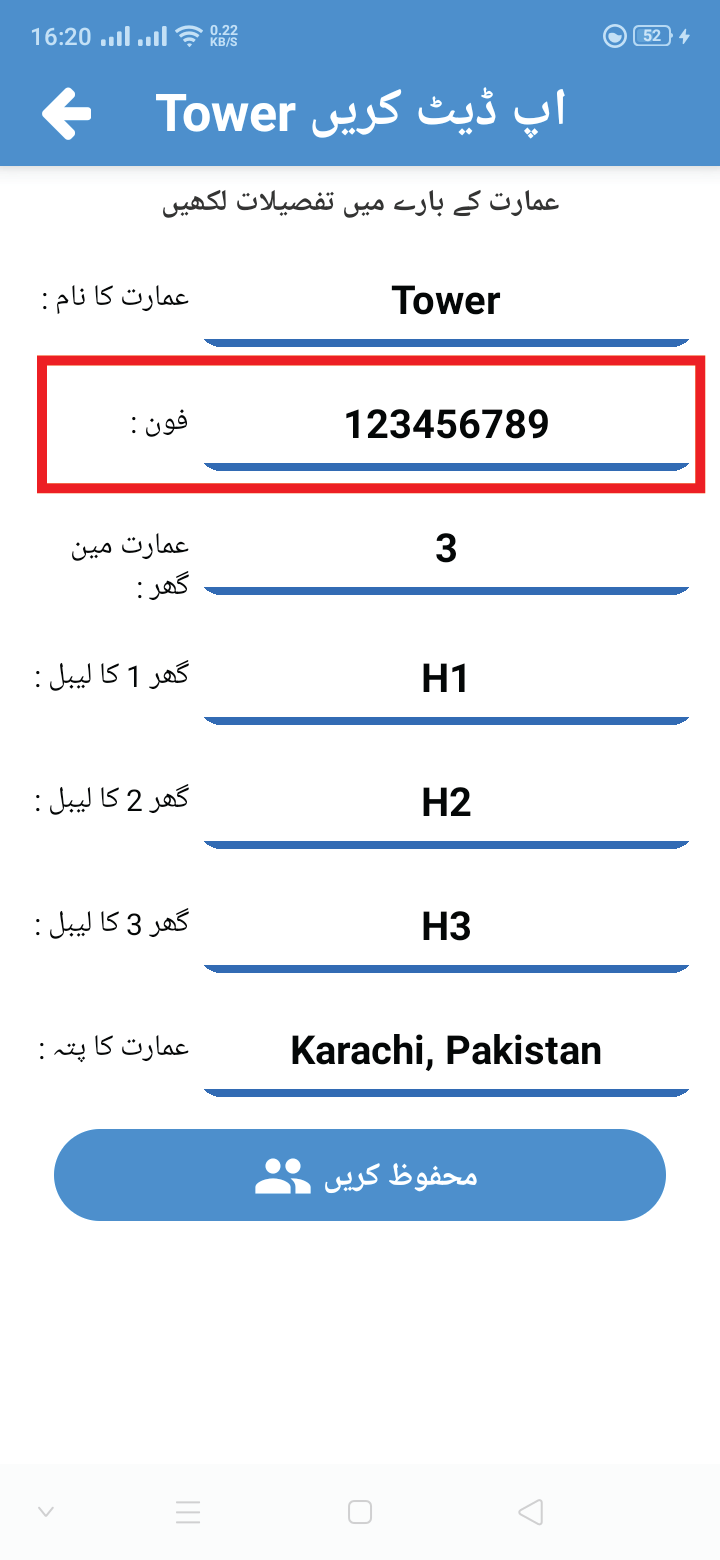 16:20 0.22 KB/S 52
اپ ڈیٹ کریں Tower
عمارت کے بارے میں تفصیلات لکھیں
عمارت کا نام : Tower
فون : 123456789
عمارت مین گھر : 3
گھر 1 کا لیبل : H1
گھر 2 کا لیبل : H2
گھر 3 کا لیبل : H3
عمارت کا پتہ : Karachi, Pakistan
محفوظ کریں